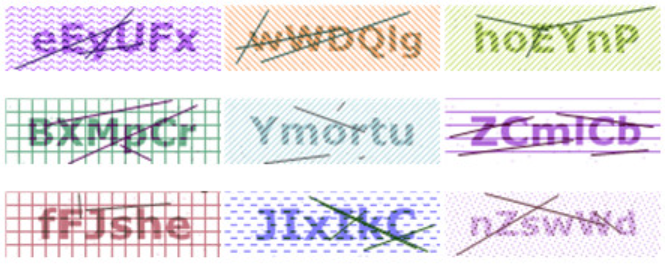 eEyUFx wWDQlg hoEYnP
BXMpCr Ymortu ZCmlCb
fFJshe JIxIkC nZswWd